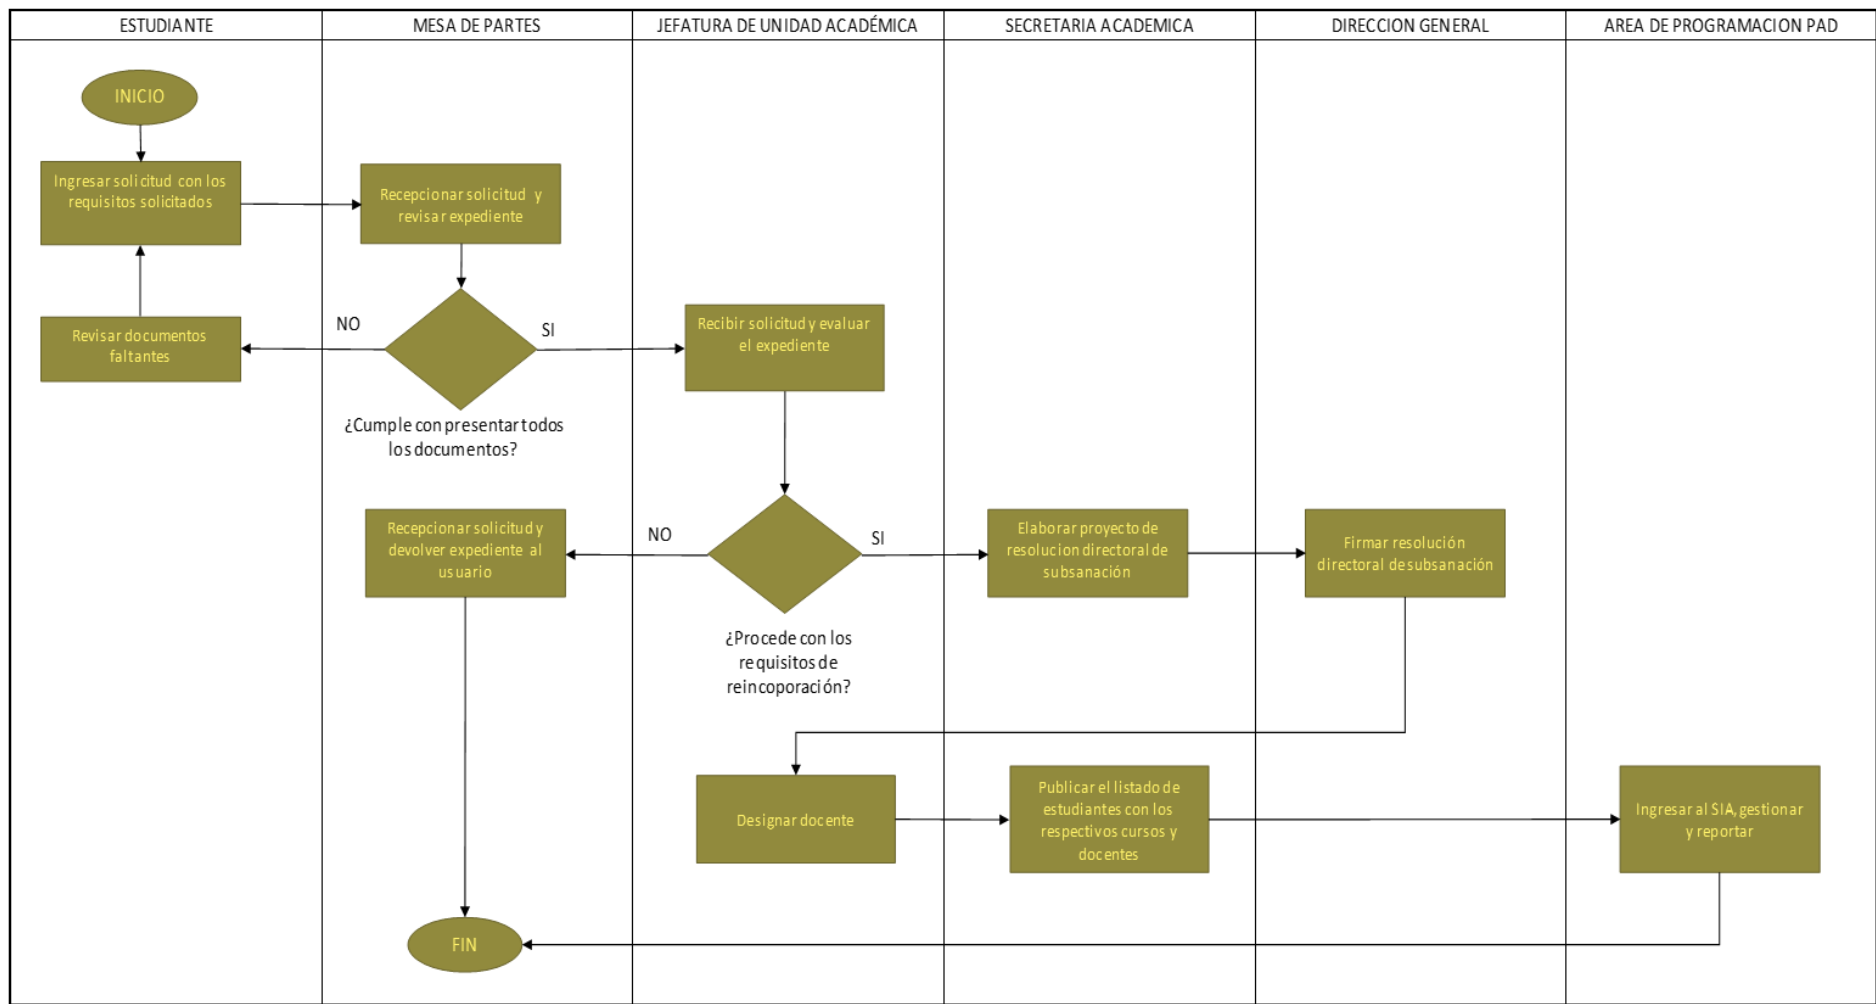 ESTUDIANTE
MESA DE PARTES
JEFATURA DE UNIDAD ACADÉMICA
SECRETARIA ACADEMICA
DIRECCION GENERAL
AREA DE PROGRAMACION PAD
INICIO
Ingresar solicitud con los
requisitos solicitados
Recepcionar solicitud y
revisar expediente
Revisar documentos
faltantes
NO
SI
¿Cumple con presentar todos
los documentos?
Recibir solicitud y evaluar
el expediente
Recepcionar solicitud y
devolver expediente al
usuario
NO
SI
¿Procede con los
requisitos de
reincoporación?
Elaborar proyecto de
resolucion directoral de
subsanación
Firmar resolución
directoral de subsanación
Designar docente
Publicar el listado de
estudiantes con los
respectivos cursos y
docentes
Ingresar al SIA, gestionar
y reportar
FIN